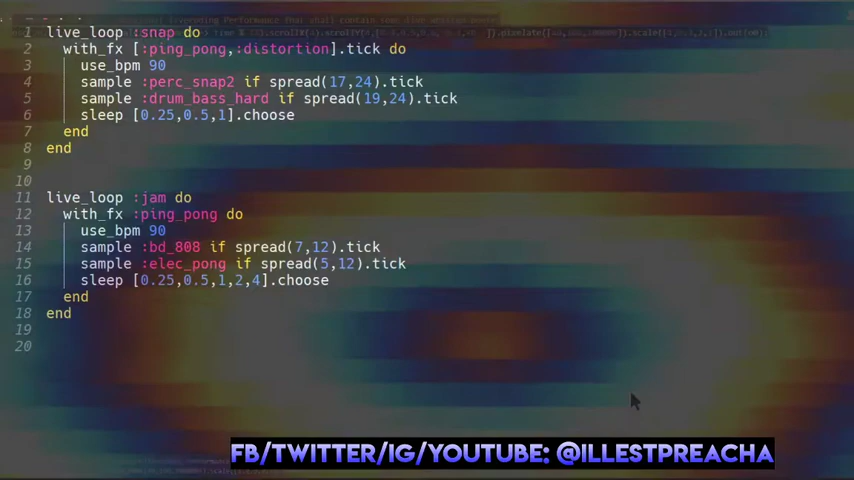 1 live_loop :snap do
2 with_fx [:ping_pong,:distortion].tick do
3 use_bpm 90
4 sample :perc_snap2 if spread(17,24).tick
5 sample :drum_bass_hard if spread(19,24).tick
6 sleep [0.25,0.5,1].choose
7 end
8 end
9
10
11 live_loop :jam do
12 with_fx :ping_pong do
13 use_bpm 90
14 sample :bd_808 if spread(7,12).tick
15 sample :elec_pong if spread(5,12).tick
16 sleep [0.25,0.5,1,2,4].choose
17 end
18 end
19
20
FB/TWITTER/IG/YOUTUBE: @ILLESTPREACHA